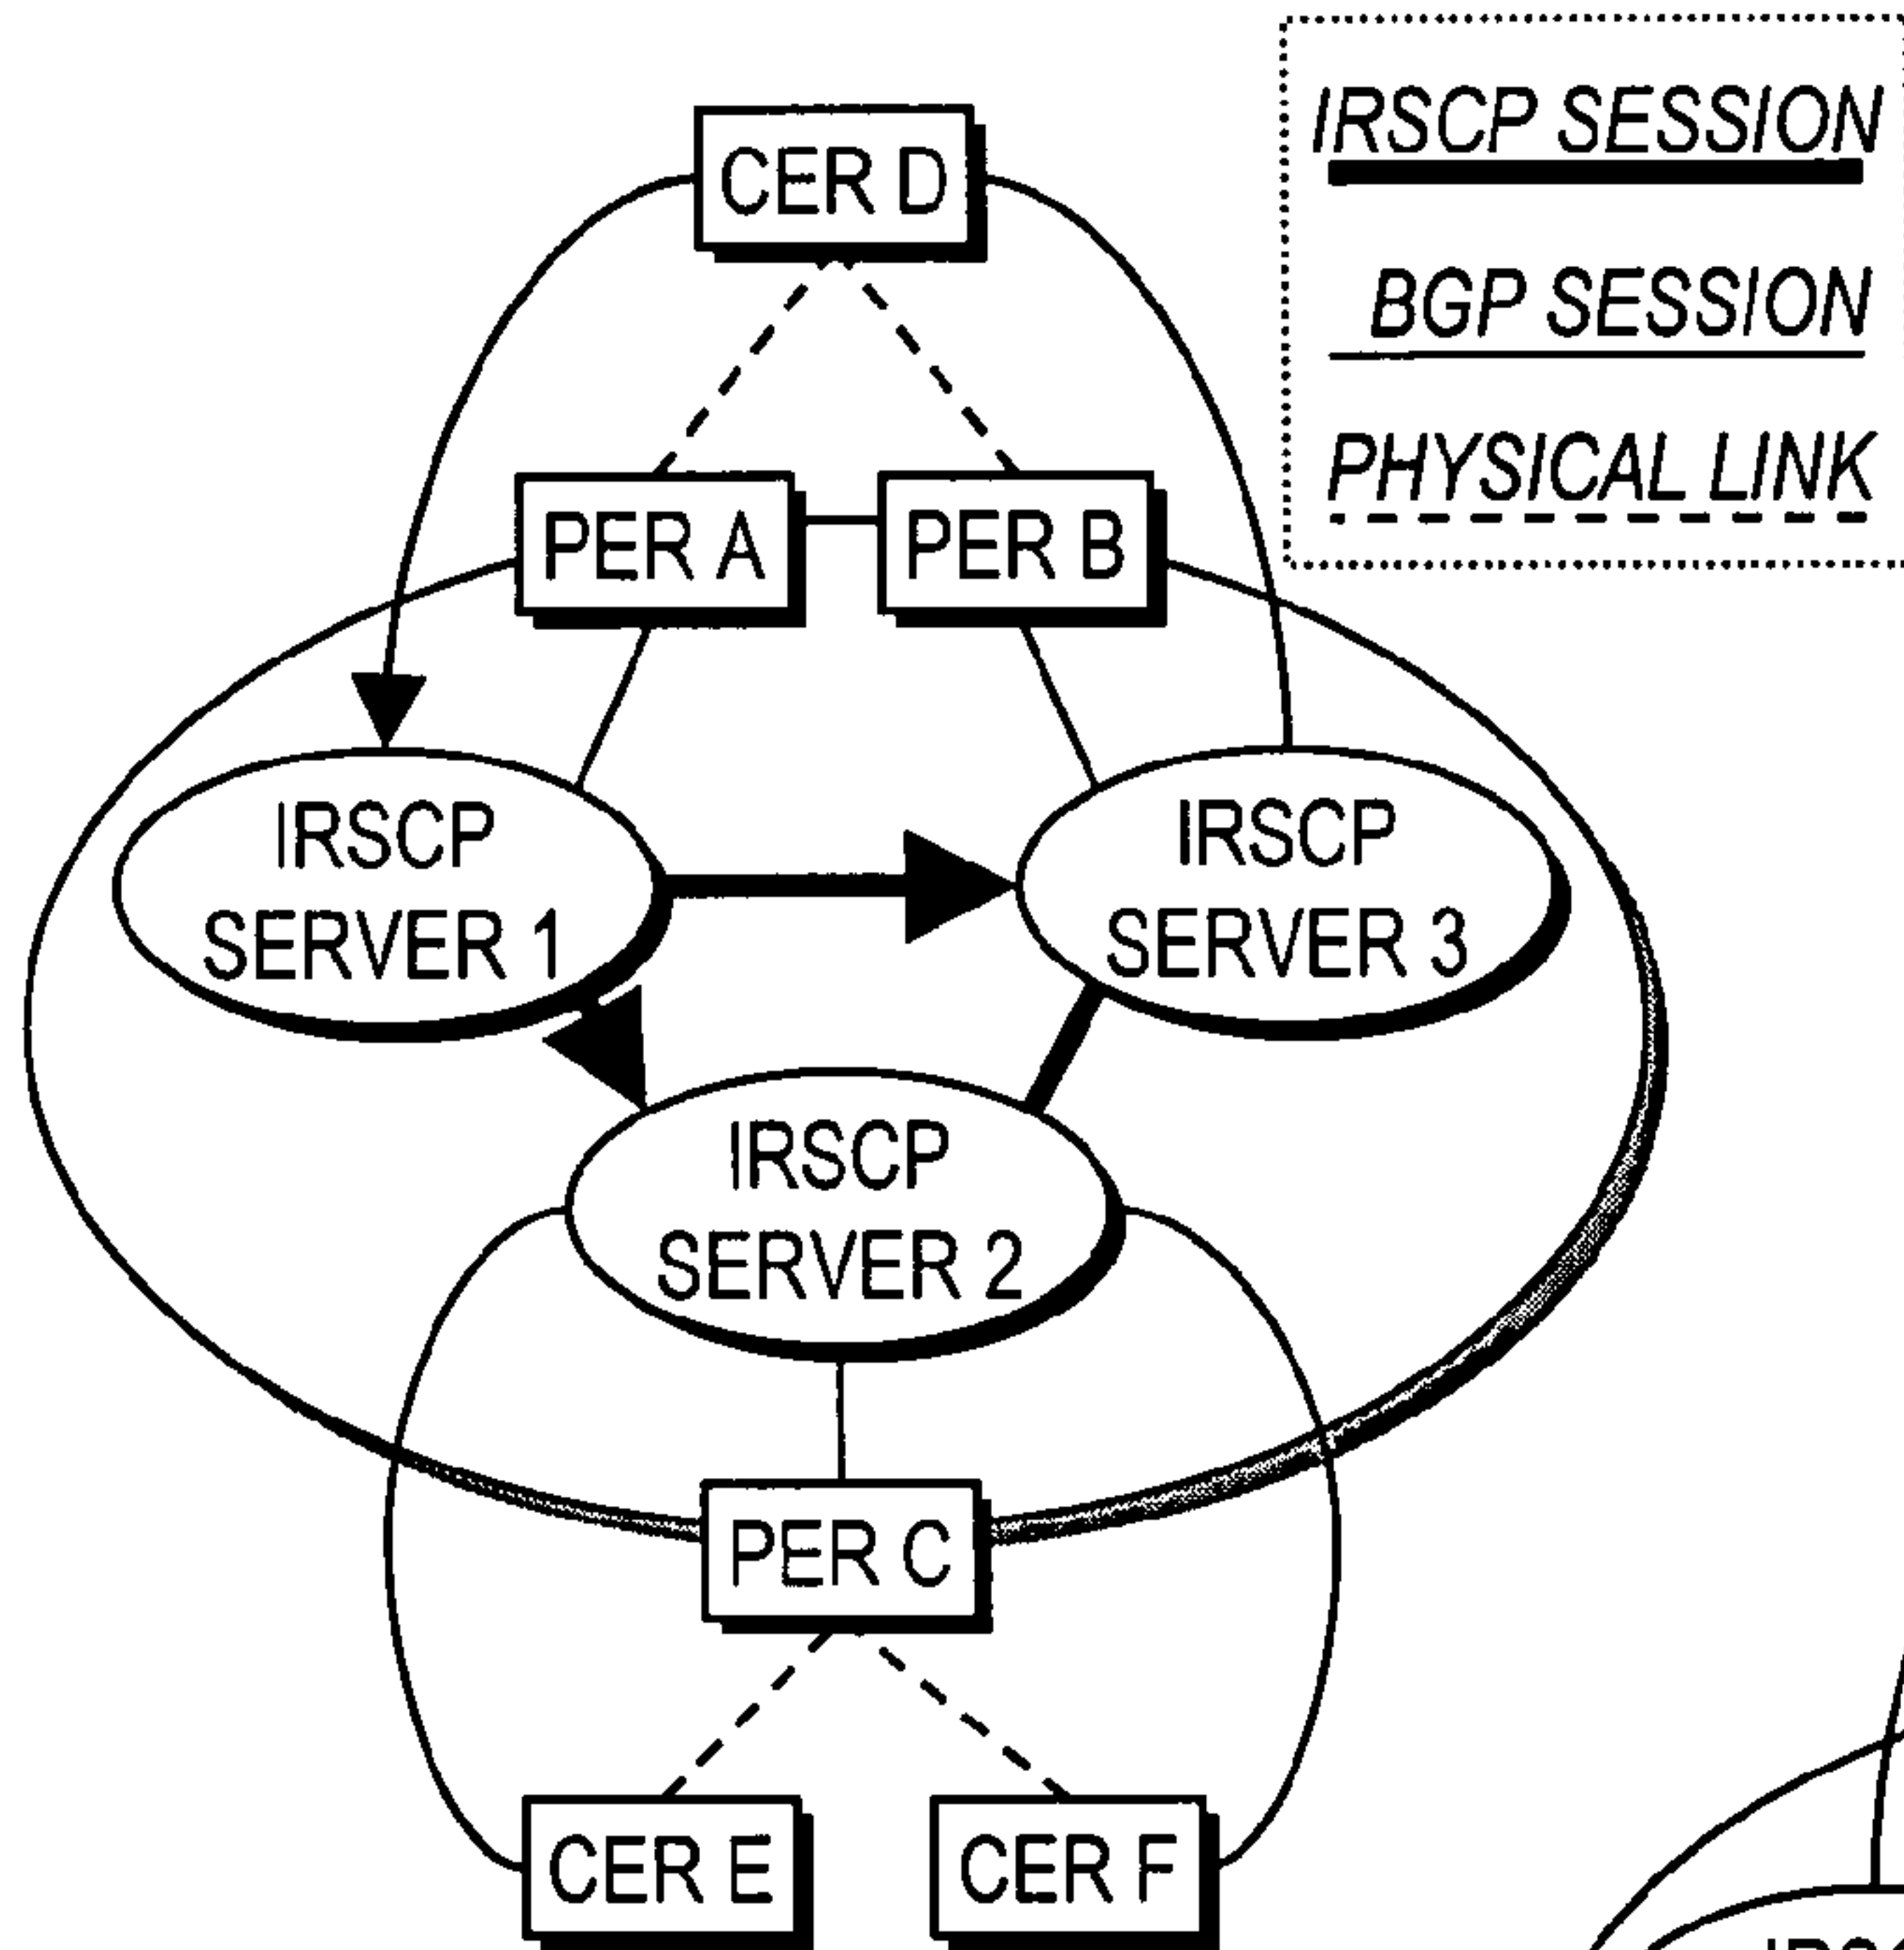 IRSCP SESSION
BGP SESSION
PHYSICAL LINK
CER D
PER A
PER B
IRSCP
SERVER 1
IRSCP
SERVER 3
IRSCP
SERVER 2
PER C
CER E
CER F